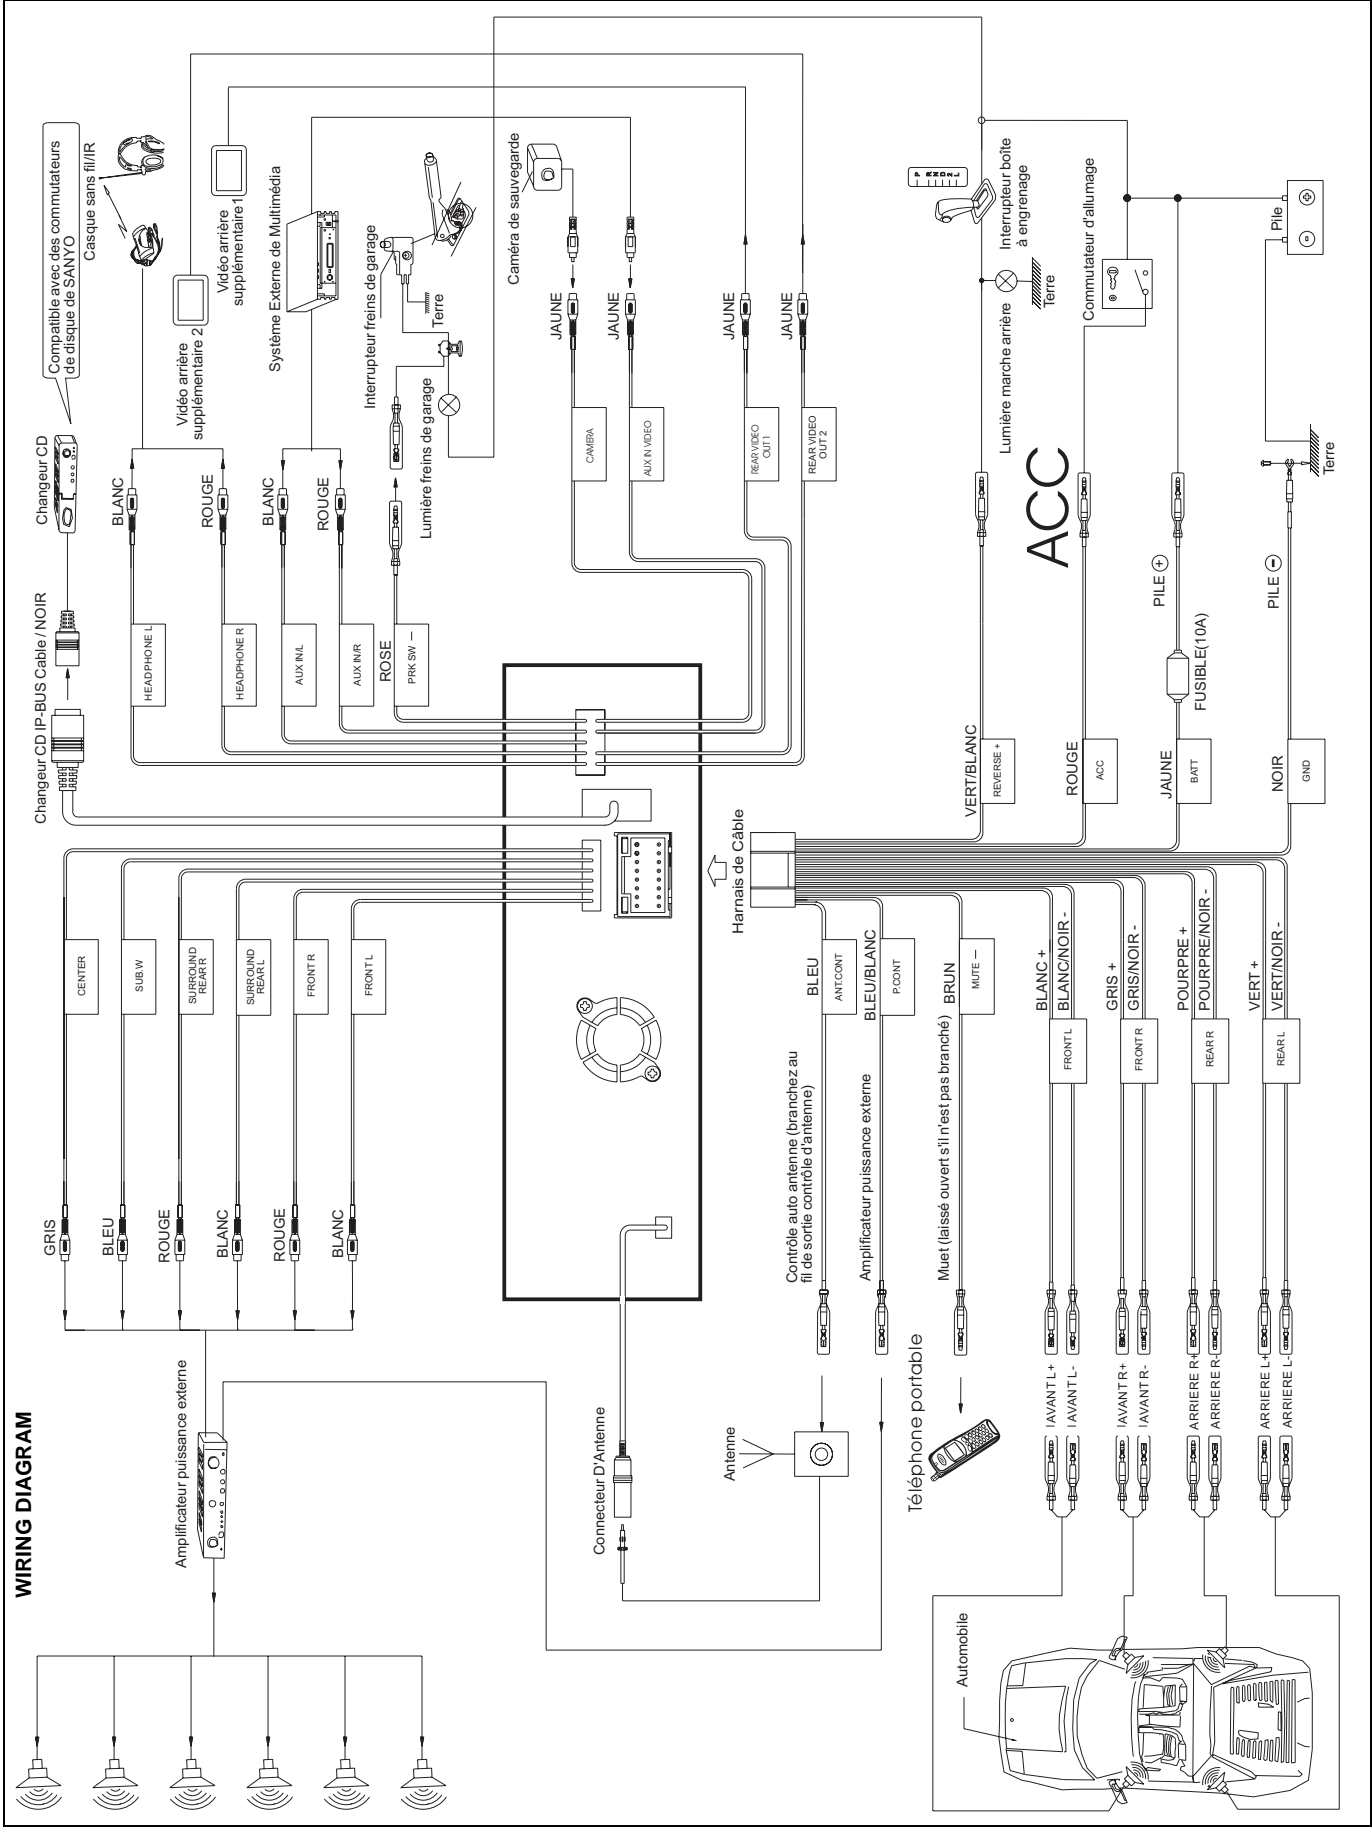 WIRING DIAGRAM
Amplificateur puissance externe
GRIS
BLEU
ROUGE
BLANC
ROUGE
BLANC
CENTER
SUB.W
SURROUND
REAR R
SURROUND
REAR L
FRONT R
FRONT L
Changeur CD IP-BUS Cable / NOIR
Changeur CD
Compatible avec des commutateurs
de disque de SANYO
Casque sans fil/IR
Vidéo arrière
supplémentaire 2
Vidéo arrière
supplémentaire 1
Système Externe de Multimédia
Interrupteur freins de garage
Terre
Lumière freins de garage
HEADPHONE L
HEADPHONE R
AUX IN/L
AUX IN/R
PRK SW —
BLANC
ROUGE
BLANC
ROUGE
ROSE
Caméra de sauvegarde
JAUNE
JAUNE
JAUNE
JAUNE
CAMERA
AUX IN VIDEO
REAR VIDEO
OUT 1
REAR VIDEO
OUT 2
Connecteur D'Antenne
Antenne
Harnais de Câble
BLEU
ANT.CONT
Contrôle auto antenne (branchez au
fil de sortie contrôle d'antenne)
BLEU/BLANC
P.CONT
Amplificateur puissance externe
BRUN
MUTE —
Muet (laissé ouvert s'il n'est pas branché)
Téléphone portable
BLANC +
BLANC/NOIR -
FRONT L
GRIS +
GRIS/NOIR -
FRONT R
POURPRE +
POURPRE/NOIR -
REAR R
VERT +
VERT/NOIR -
REAR L
I AVANT L+
I AVANT L-
I AVANT R+
I AVANT R-
ARRIERE R+
ARRIERE R-
ARRIERE L+
ARRIERE L-
Automobile
VERT/BLANC
REVERSE +
ROUGE
ACC
JAUNE
BATT
NOIR
GND
ACC
PILE +
FUSIBLE(10A)
PILE -
Lumière marche arrière
Terre
Interrupteur boîte
à engrenage
P R N D 2 L
Commutateur d'allumage
Pile
- +
Terre